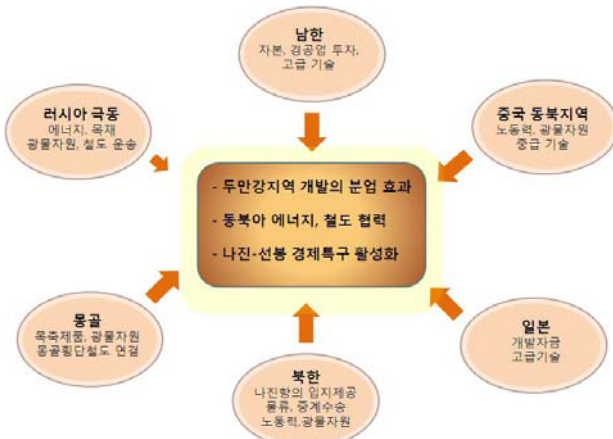 남한
자본, 경공업 투자,
고급 기술
러시아 극동
에너지, 목재
광물자원, 철도 운송
중국 동북지역
노동력, 광물자원
중급 기술
- 두만강지역 개발의 분업 효과
- 동북아 에너지, 철도 협력
- 나진-선봉 경제특구 활성화
몽골
목축제품, 광물자원
몽골횡단철도 연결
일본
개발자금
고급기술
북한
나진항의 입지제공
물류, 중계수송
노동력,광물자원